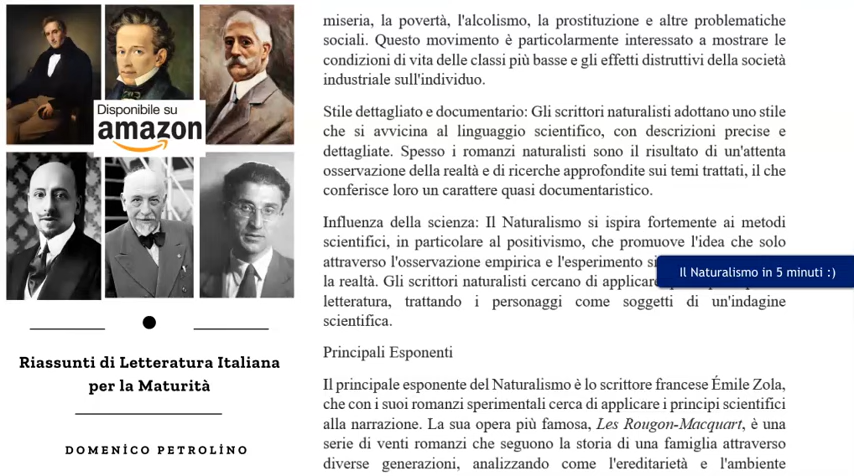 Disponibile su
amazon
Riassunti di Letteratura Italiana
per la Maturità
DOMENİCO PETROLİNO
miseria, la povertà, l'alcolismo, la prostituzione e altre problematiche
sociali. Questo movimento è particolarmente interessato a mostrare le
condizioni di vita delle classi più basse e gli effetti distruttivi della società
industriale sull'individuo.
Stile dettagliato e documentario: Gli scrittori naturalisti adottano uno stile
che si avvicina al linguaggio scientifico, con descrizioni precise e
dettagliate. Spesso i romanzi naturalisti sono il risultato di un'attenta
osservazione della realtà e di ricerche approfondite sui temi trattati, il che
conferisce loro un carattere quasi documentaristico.
Influenza della scienza: Il Naturalismo si ispira fortemente ai metodi
scientifici, in particolare al positivismo, che promuove l'idea che solo
attraverso l'osservazione empirica e l'esperimento si
la realtà. Gli scrittori naturalisti cercano di applicare
letteratura, trattando i personaggi come soggetti di un'indagine
scientifica.
Il Naturalismo in 5 minuti :)
Principali Esponenti
Il principale esponente del Naturalismo è lo scrittore francese Émile Zola,
che con i suoi romanzi sperimentali cerca di applicare i principi scientifici
alla narrazione. La sua opera più famosa, Les Rougon-Macquart, è una
serie di venti romanzi che seguono la storia di una famiglia attraverso
diverse generazioni, analizzando come l'ereditarietà e l'ambiente